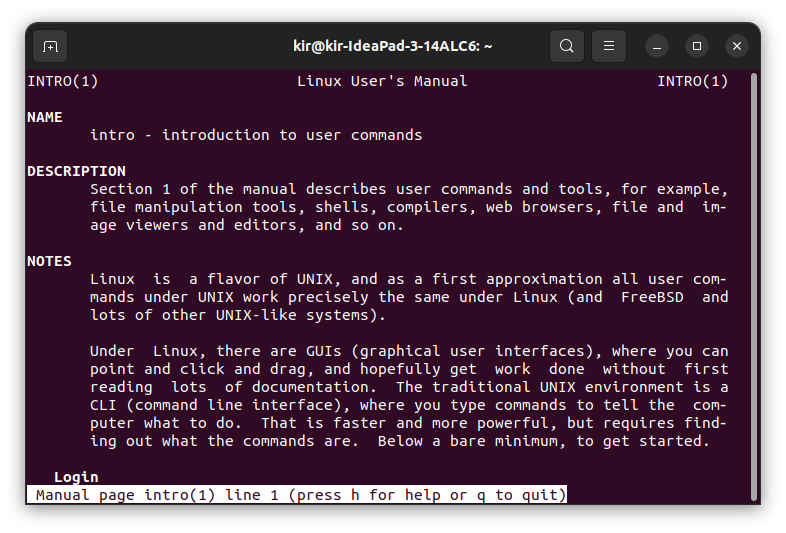 kir@kir-IdeaPad-3-14ALC6: ~
INTRO(1) Linux User's Manual INTRO(1)
NAME
intro - introduction to user commands
DESCRIPTION
Section 1 of the manual describes user commands and tools, for example,
file manipulation tools, shells, compilers, web browsers, file and im-
age viewers and editors, and so on.
NOTES
Linux is a flavor of UNIX, and as a first approximation all user com-
mands under UNIX work precisely the same under Linux (and FreeBSD and
lots of other UNIX-like systems).
Under Linux, there are GUIs (graphical user interfaces), where you can
point and click and drag, and hopefully get work done without first
reading lots of documentation. The traditional UNIX environment is a
CLI (command line interface), where you type commands to tell the com-
puter what to do. That is faster and more powerful, but requires find-
ing out what the commands are. Below a bare minimum, to get started.
Login
Manual page intro(1) line 1 (press h for help or q to quit)